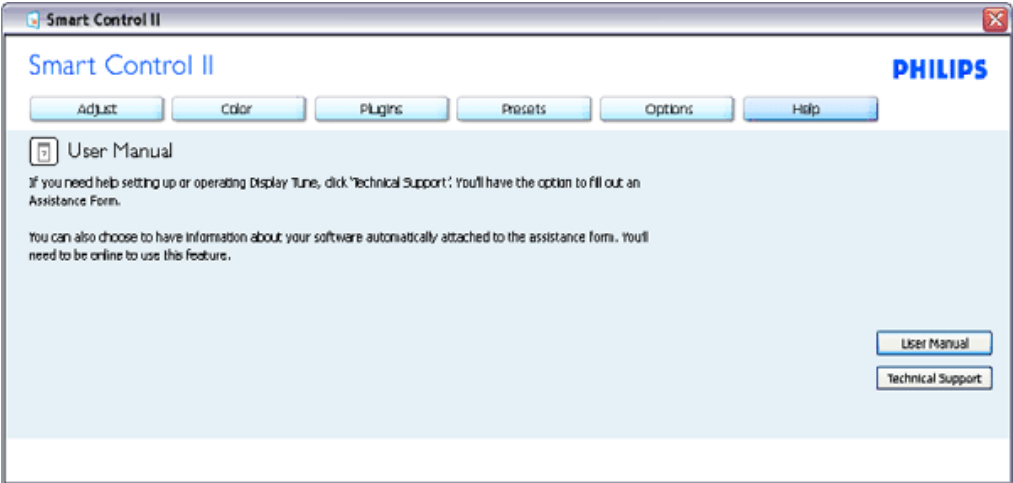 Smart Control II
Smart Control II
PHILIPS
Adjust Color Plugins Presets Options Help
User Manual
If you need help setting up or operating Display Tune, click 'Technical Support'. You'll have the option to fill out an
Assistance Form.
You can also choose to have information about your software automatically attached to the assistance form. You'll
need to be online to use this feature.
User Manual
Technical Support